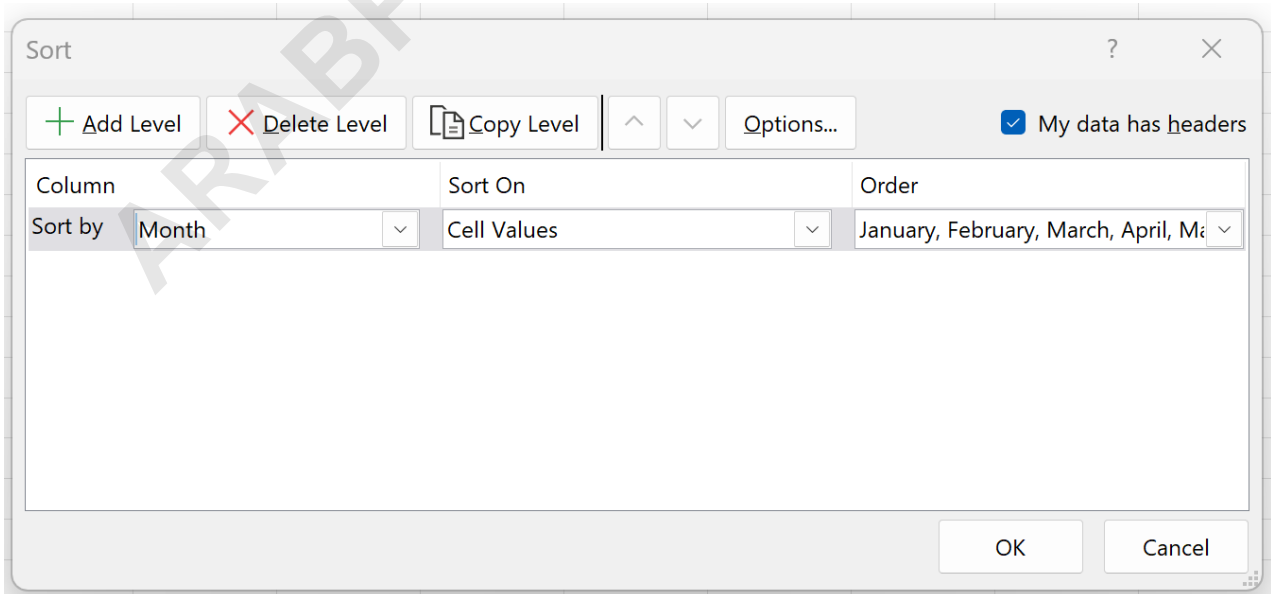 Sort ?
Add Level Delete Level Copy Level Options... My data has headers
Column Sort On Order
Sort by Month Cell Values January, February, March, April, Ma
OK Cancel